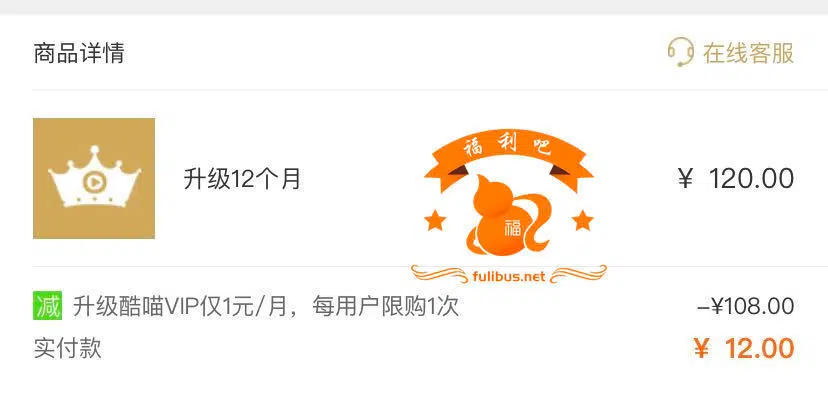 商品详情
在线客服
福利吧
升级12个月
¥ 120.00
福
fulibus.net
减 升级酷喵VIP仅1元/月，每用户限购1次
-¥108.00
实付款
¥ 12.00